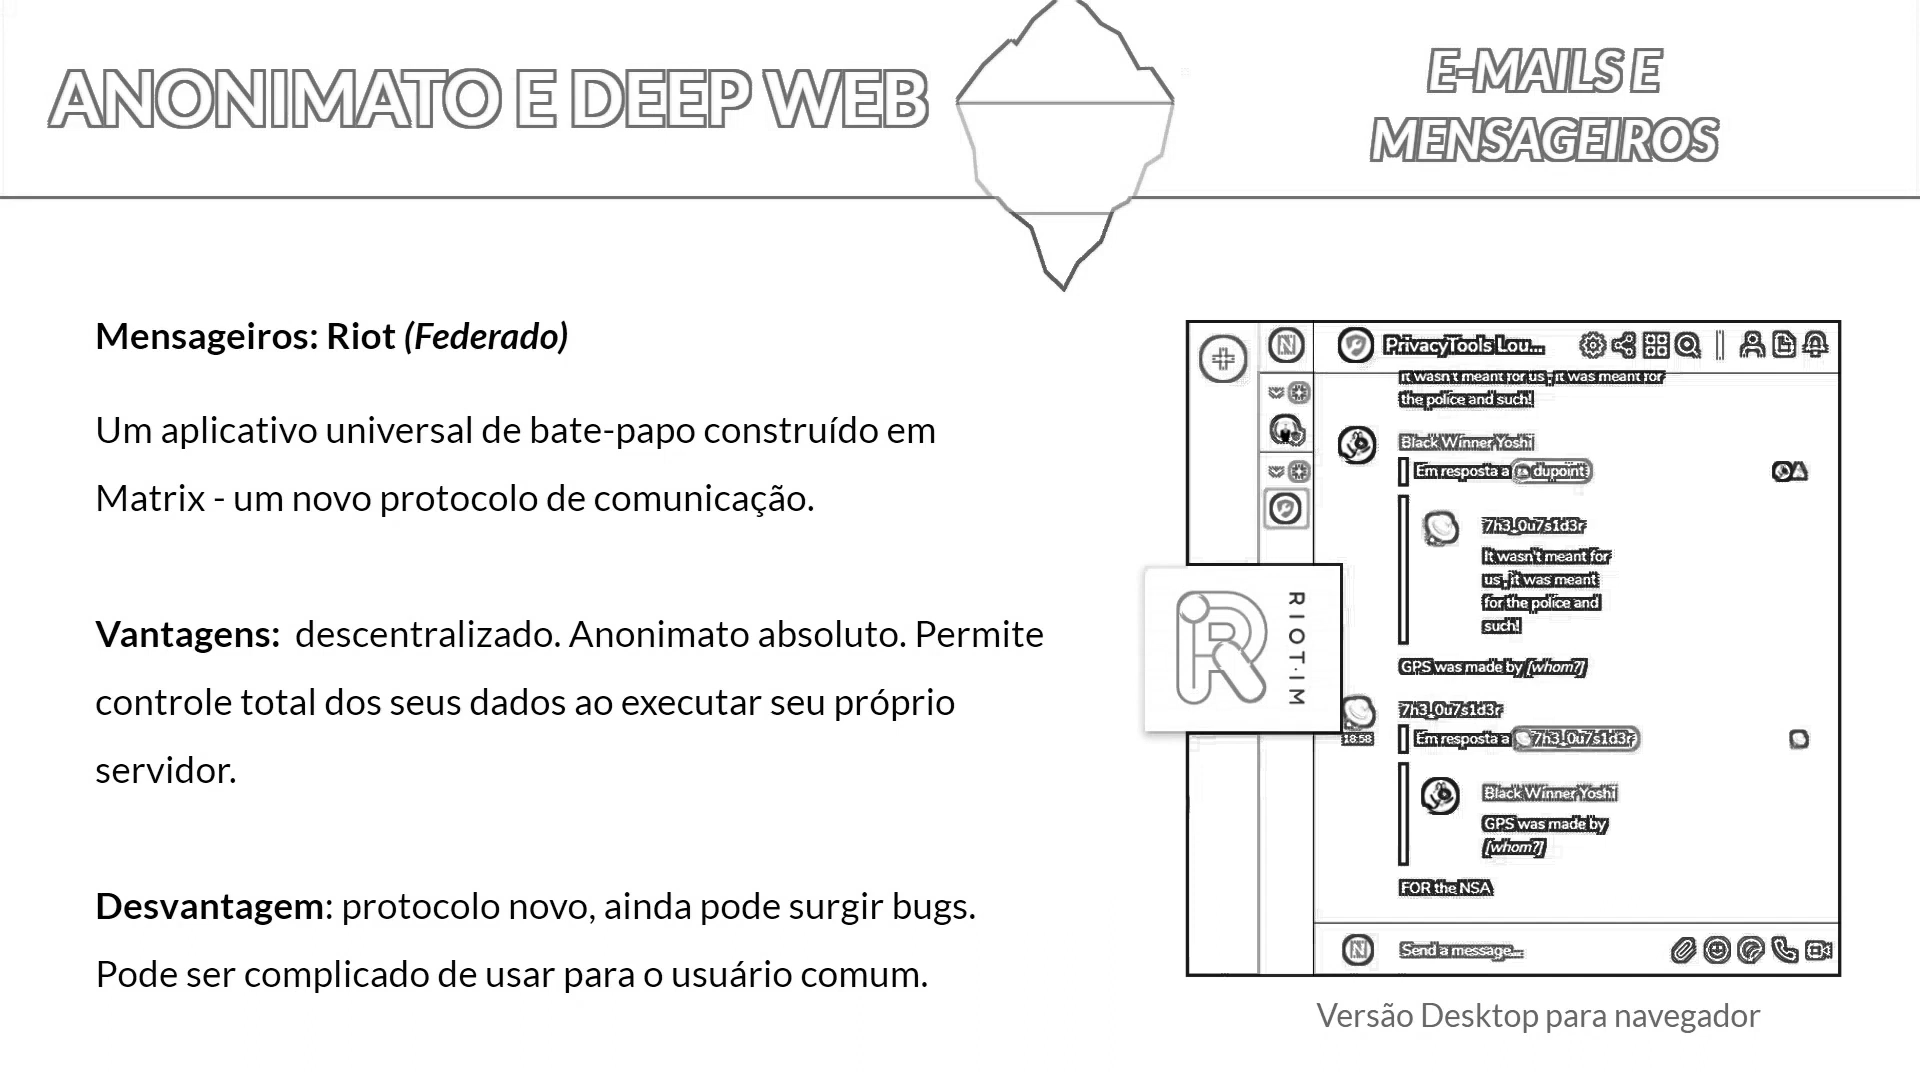 ANONIMATO E DEEP WEB
E-MAILS E
MENSAGEIROS
Mensageiros: Riot (Federado)
Um aplicativo universal de bate-papo construído em
Matrix - um novo protocolo de comunicação.
Vantagens: descentralizado. Anonimato absoluto. Permite
controle total dos seus dados ao executar seu próprio
servidor.
Desvantagem: protocolo novo, ainda pode surgir bugs.
Pode ser complicado de usar para o usuário comum.
RIOT·IM
N
PrivacyTools Lou...
It wasn't meant for us, it was meant for
the police and such!
Black Winner Yoshi
Em resposta a dupoint
7h3_0u7s1d3r
It wasn't meant for
us, it was meant
for the police and
such!
GPS was made by [whom?]
7h3_0u7s1d3r
18:58
Em resposta a 7h3_0u7s1d3r
Black Winner Yoshi
GPS was made by
[whom?]
FOR the NSA
N
Send a message...
Versão Desktop para navegador